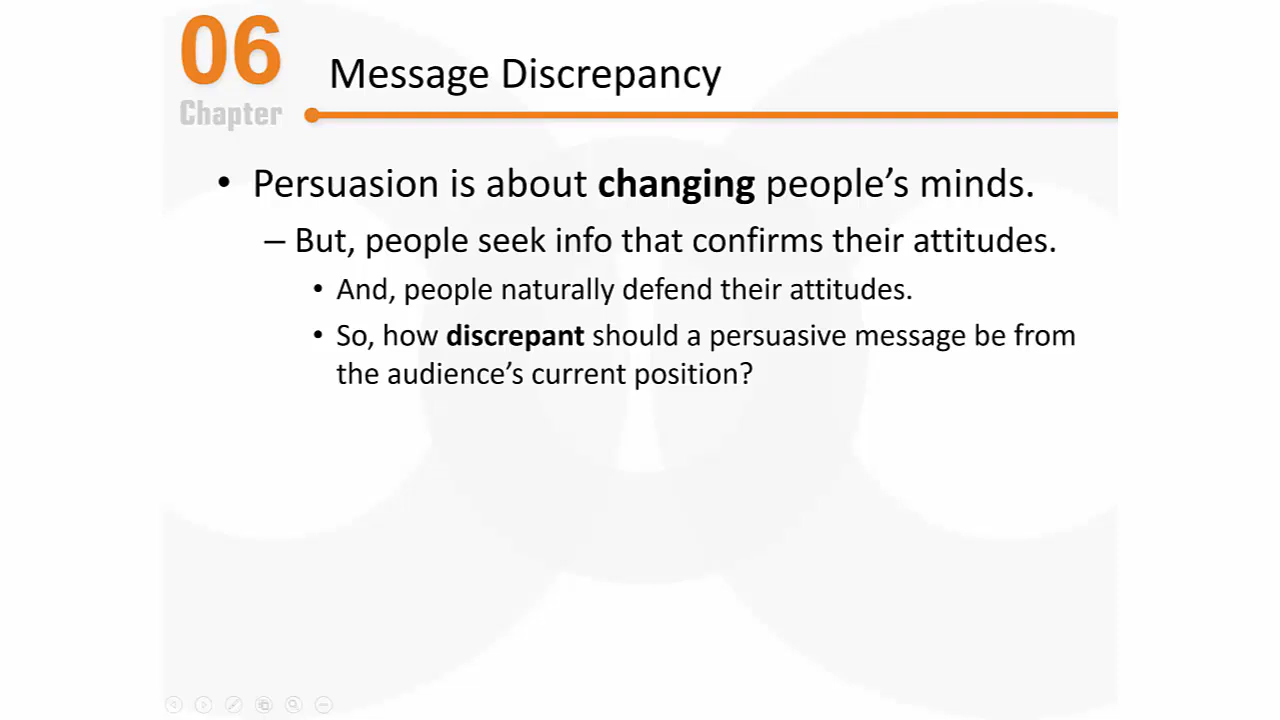 06
Chapter
Message Discrepancy
• Persuasion is about changing people’s minds.
– But, people seek info that confirms their attitudes.
• And, people naturally defend their attitudes.
• So, how discrepant should a persuasive message be from
the audience’s current position?